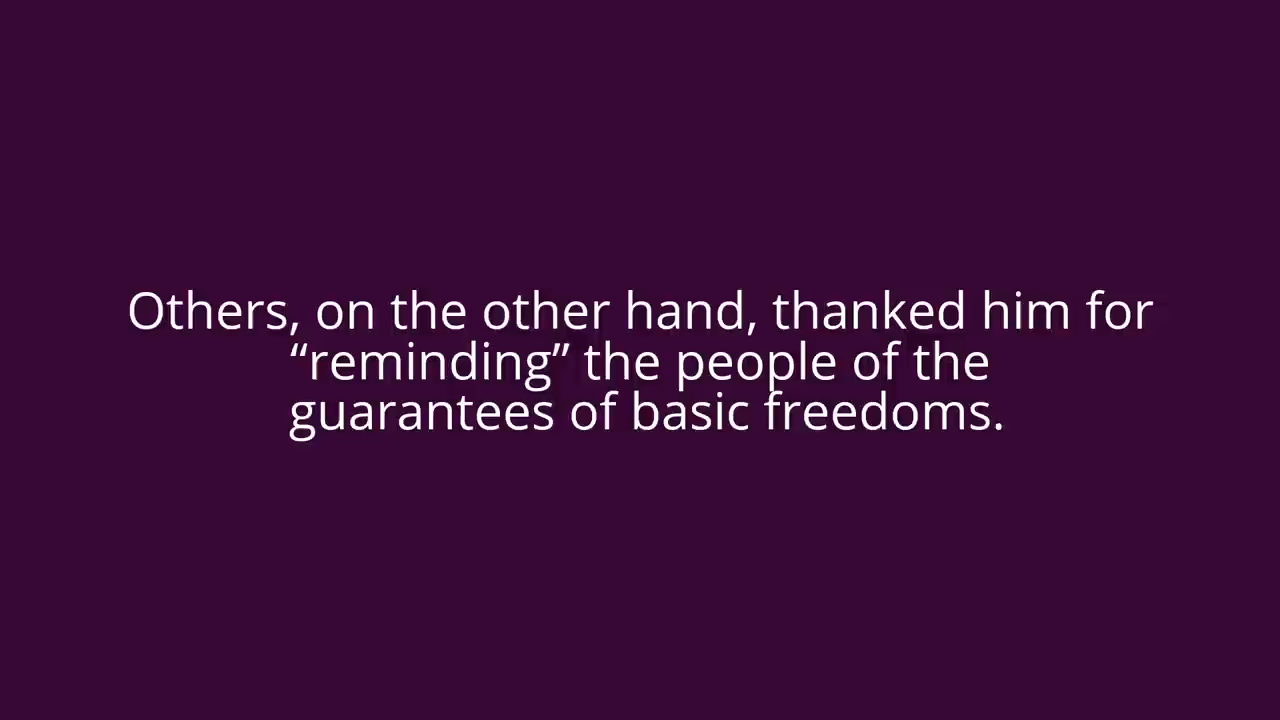 Others, on the other hand, thanked him for
“reminding” the people of the
guarantees of basic freedoms.